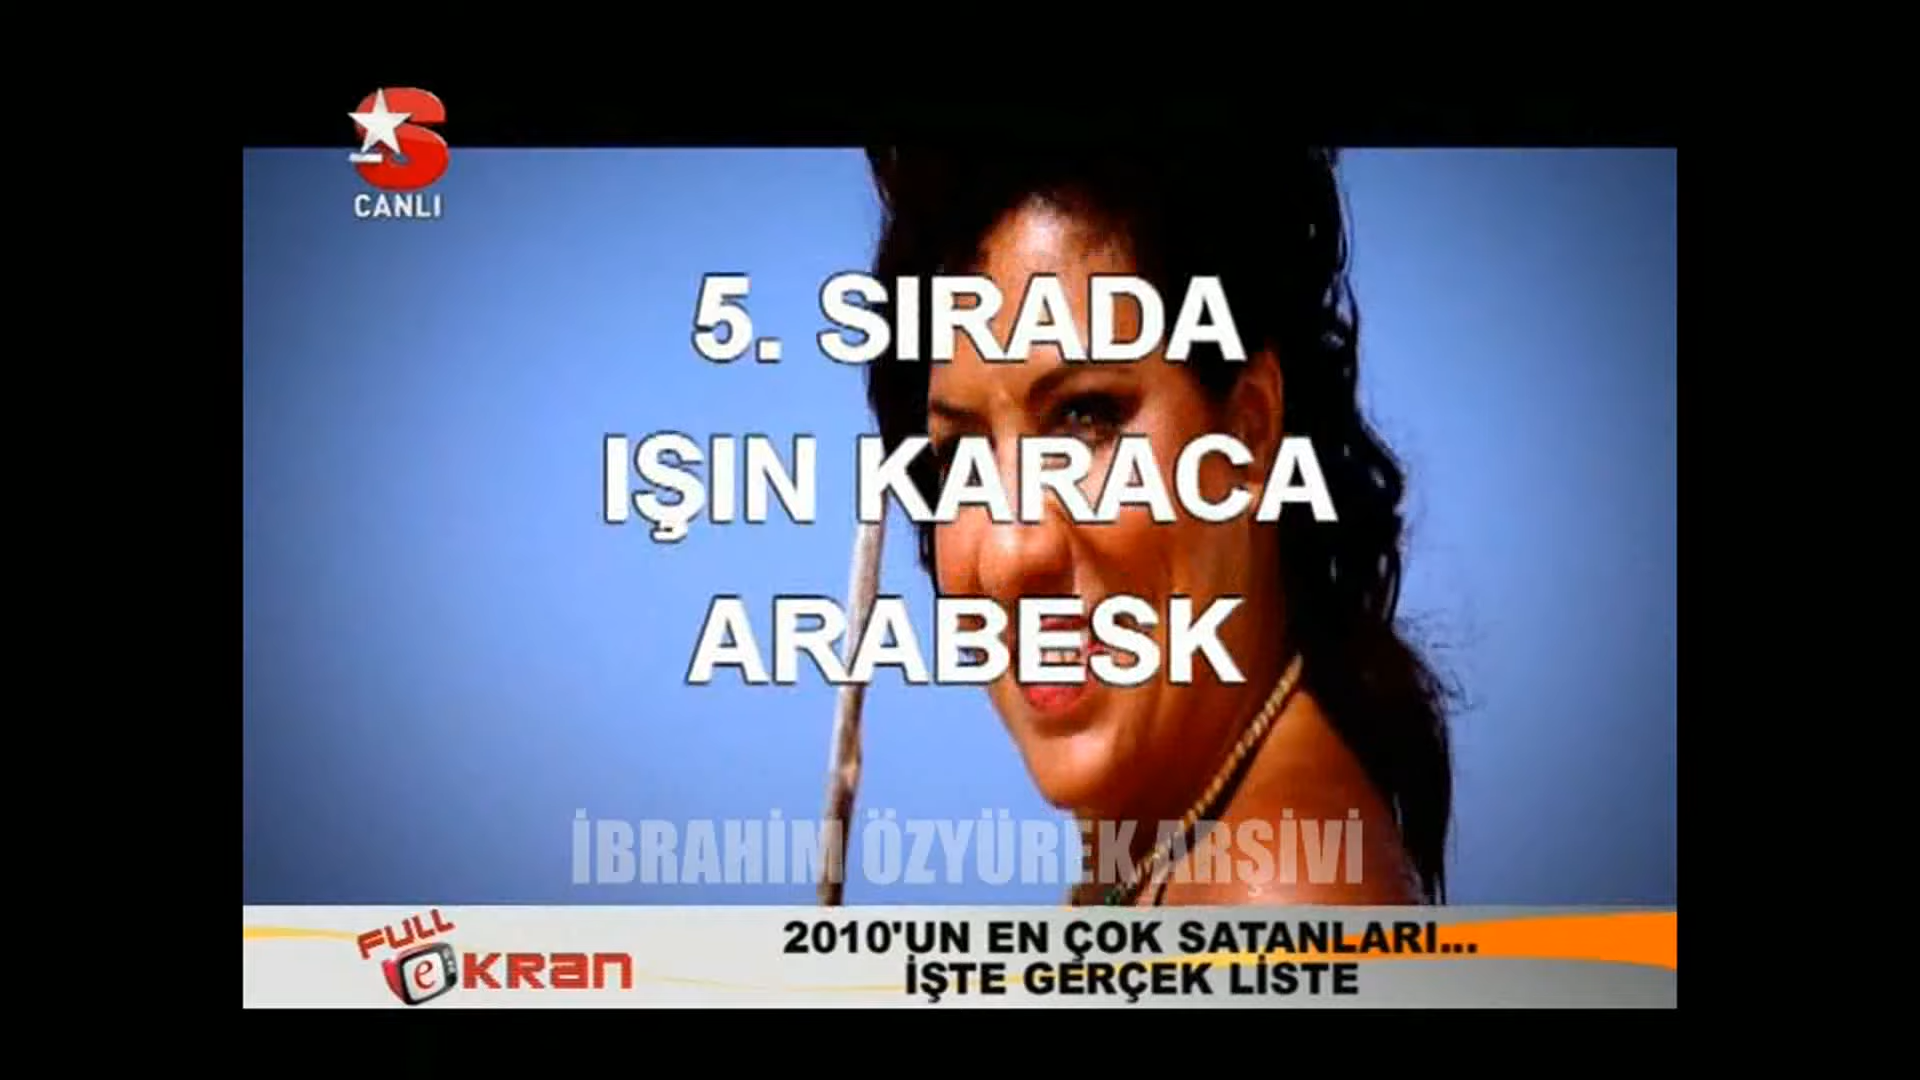 S
CANLI
5. SIRADA
IŞIN KARACA
ARABESK
İBRAHİM ÖZYÜREK ARŞİVİ
FULL
eKRan
2010'UN EN ÇOK SATANLARI...
İŞTE GERÇEK LİSTE